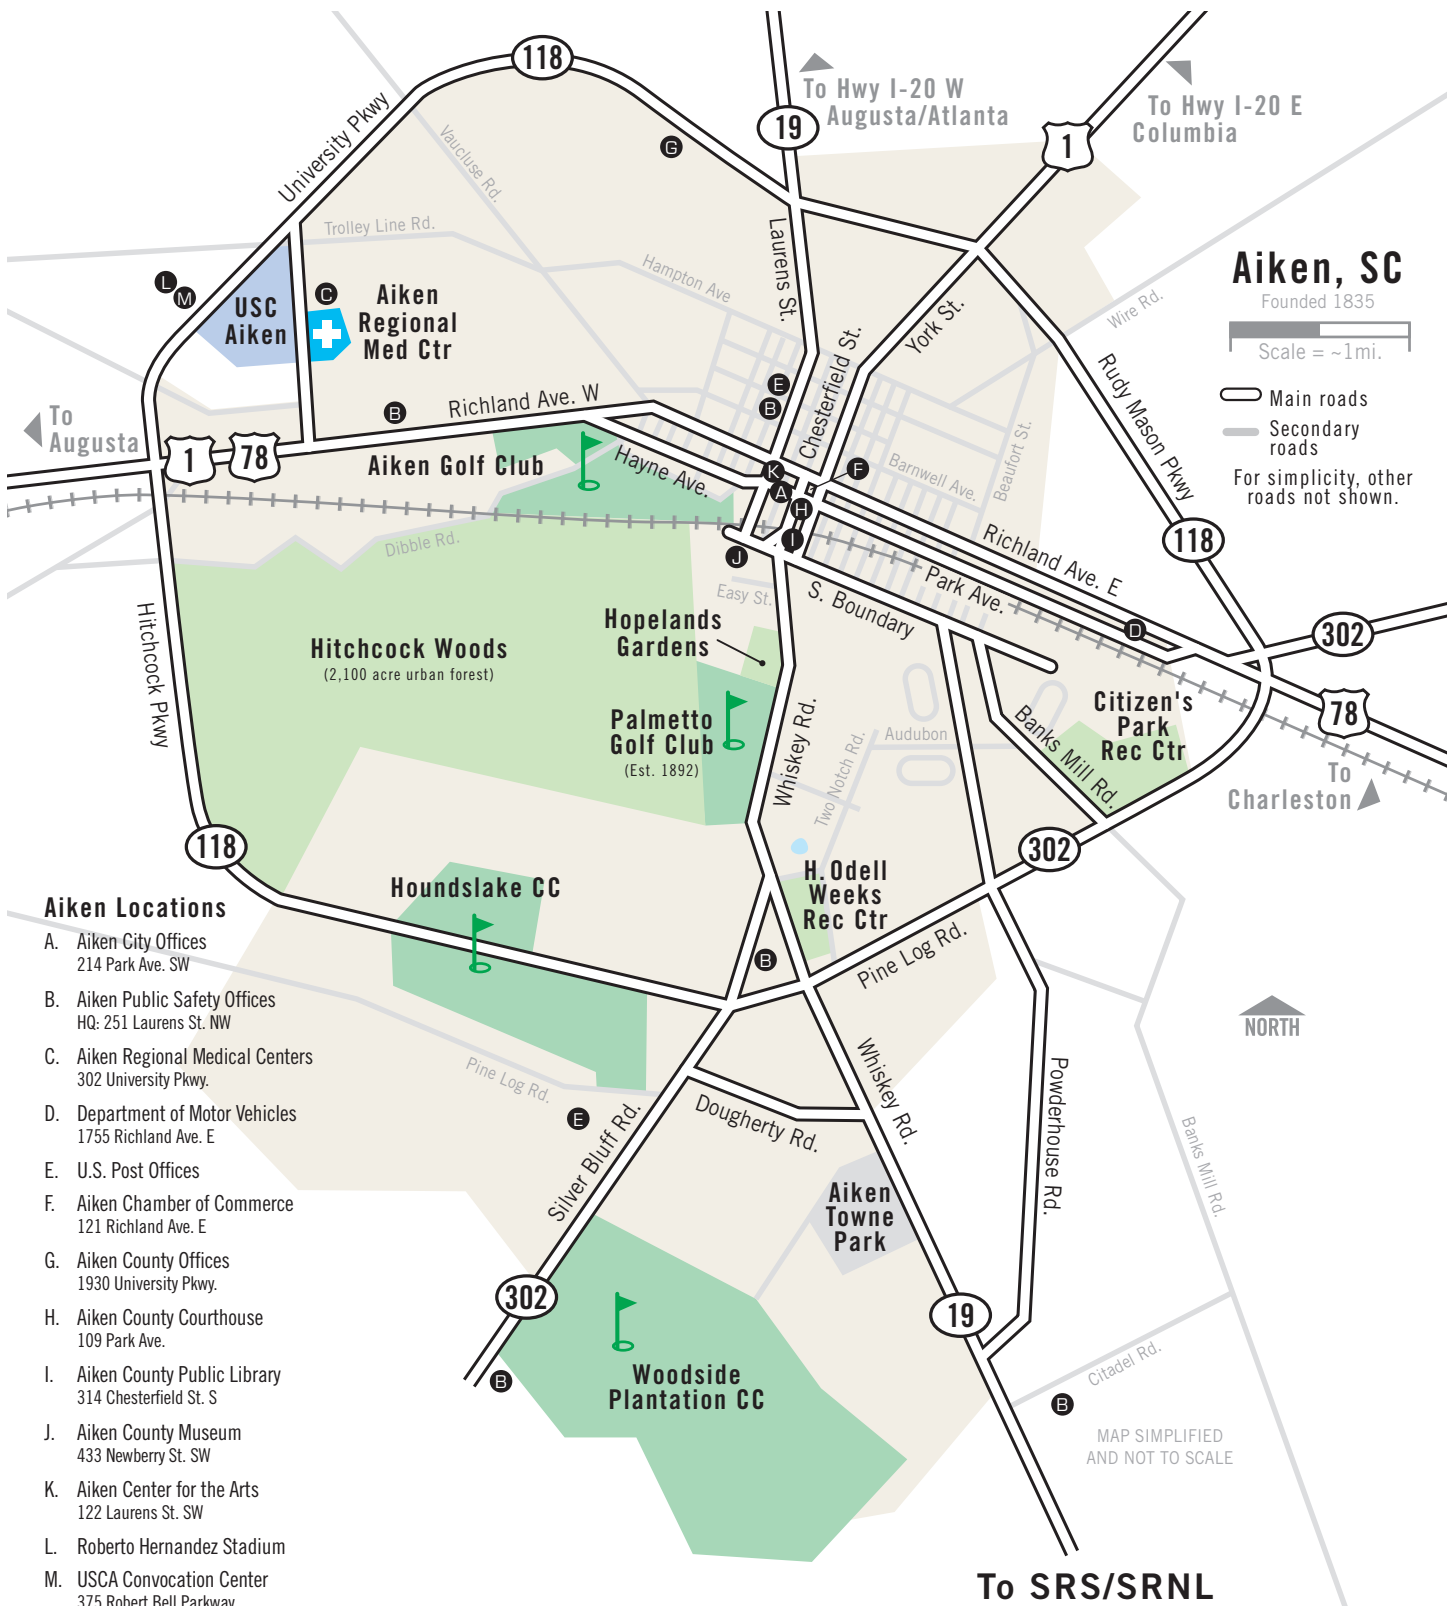 118
To Hwy I-20 W
Augusta/Atlanta
To Hwy I-20 E
Columbia
19
1
University Pkwy
Vaucluse Rd.
G
Trolley Line Rd.
Hampton Ave
Laurens St.
Chesterfield St.
York St.
Wire Rd.
Rudy Mason Pkwy
Aiken, SC
Founded 1835
Scale = ~1mi.
Main roads
Secondary
roads
For simplicity, other
roads not shown.
L
M
USC
Aiken
C
Aiken
Regional
Med Ctr
To
Augusta
1
78
B
Richland Ave. W
E
B
Aiken Golf Club
Hayne Ave.
K
A
F
H
I
J
Barnwell Ave.
Beaufort St.
Dibble Rd.
Easy St.
S. Boundary
Park Ave.
Richland Ave. E
118
D
302
78
Hitchcock Pkwy
Hitchcock Woods
(2,100 acre urban forest)
Hopelands
Gardens
Palmetto
Golf Club
(Est. 1892)
Whiskey Rd.
Two Notch Rd.
Audubon
Banks Mill Rd.
Citizen's
Park
Rec Ctr
To
Charleston
118
302
Houndslake CC
H. Odell
Weeks
Rec Ctr
B
Pine Log Rd.
NORTH
Pine Log Rd.
E
Silver Bluff Rd.
Dougherty Rd.
Whiskey Rd.
Powderhouse Rd.
Banks Mill Rd.
Aiken
Towne
Park
302
19
B
Woodside
Plantation CC
Citadel Rd.
B
MAP SIMPLIFIED
AND NOT TO SCALE
To SRS/SRNL
Aiken Locations
A. Aiken City Offices
214 Park Ave. SW
B. Aiken Public Safety Offices
HQ: 251 Laurens St. NW
C. Aiken Regional Medical Centers
302 University Pkwy.
D. Department of Motor Vehicles
1755 Richland Ave. E
E. U.S. Post Offices
F. Aiken Chamber of Commerce
121 Richland Ave. E
G. Aiken County Offices
1930 University Pkwy.
H. Aiken County Courthouse
109 Park Ave.
I. Aiken County Public Library
314 Chesterfield St. S
J. Aiken County Museum
433 Newberry St. SW
K. Aiken Center for the Arts
122 Laurens St. SW
L. Roberto Hernandez Stadium
M. USCA Convocation Center
375 Robert Bell Parkway